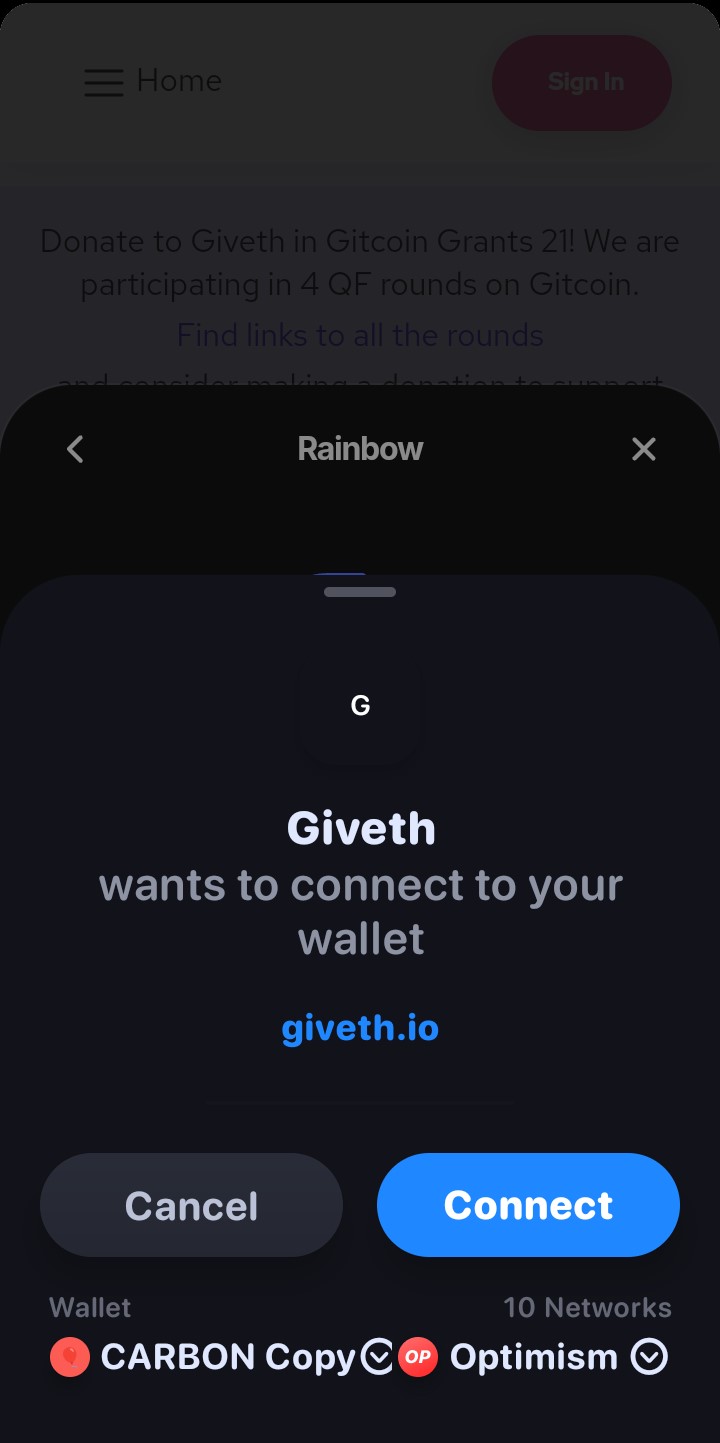 Home
Sign In
Donate to Giveth in Gitcoin Grants 21! We are
participating in 4 QF rounds on Gitcoin.
Find links to all the rounds
and consider making a donation to support
Rainbow
G
Giveth
wants to connect to your
wallet
giveth.io
Cancel
Connect
Wallet
10 Networks
CARBON Copy
OP Optimism